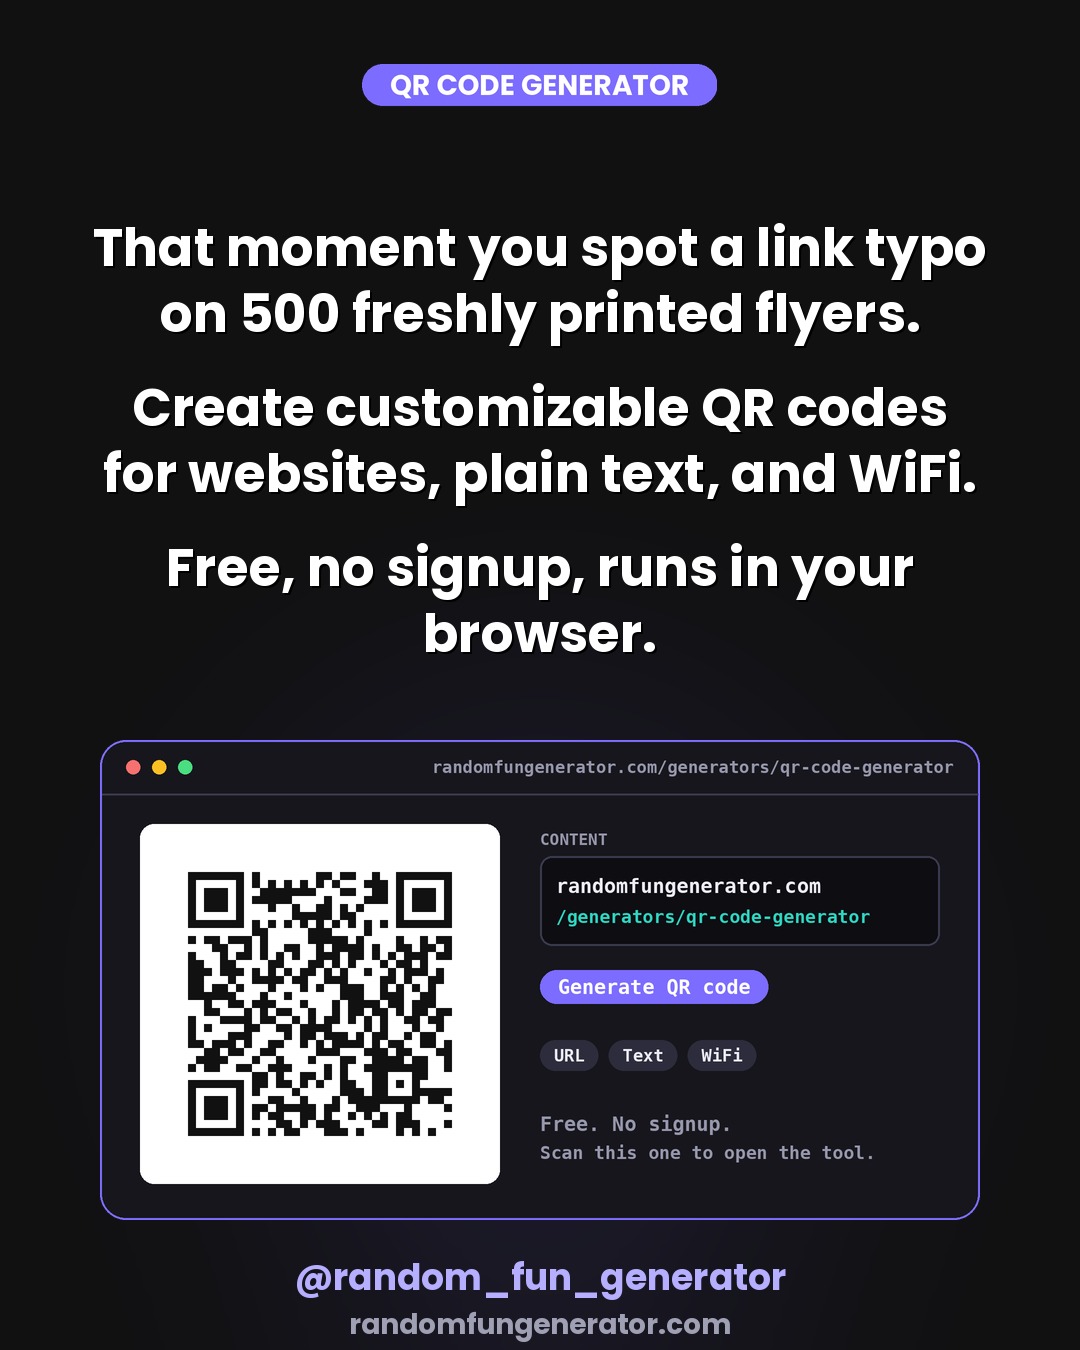 QR CODE GENERATOR
That moment you spot a link typo
on 500 freshly printed flyers.
Create customizable QR codes
for websites, plain text, and WiFi.
Free, no signup, runs in your
browser.
randomfungenerator.com/generators/qr-code-generator
CONTENT
randomfungenerator.com
/generators/qr-code-generator
Generate QR code
URL Text WiFi
Free. No signup.
Scan this one to open the tool.
@random_fun_generator
randomfungenerator.com